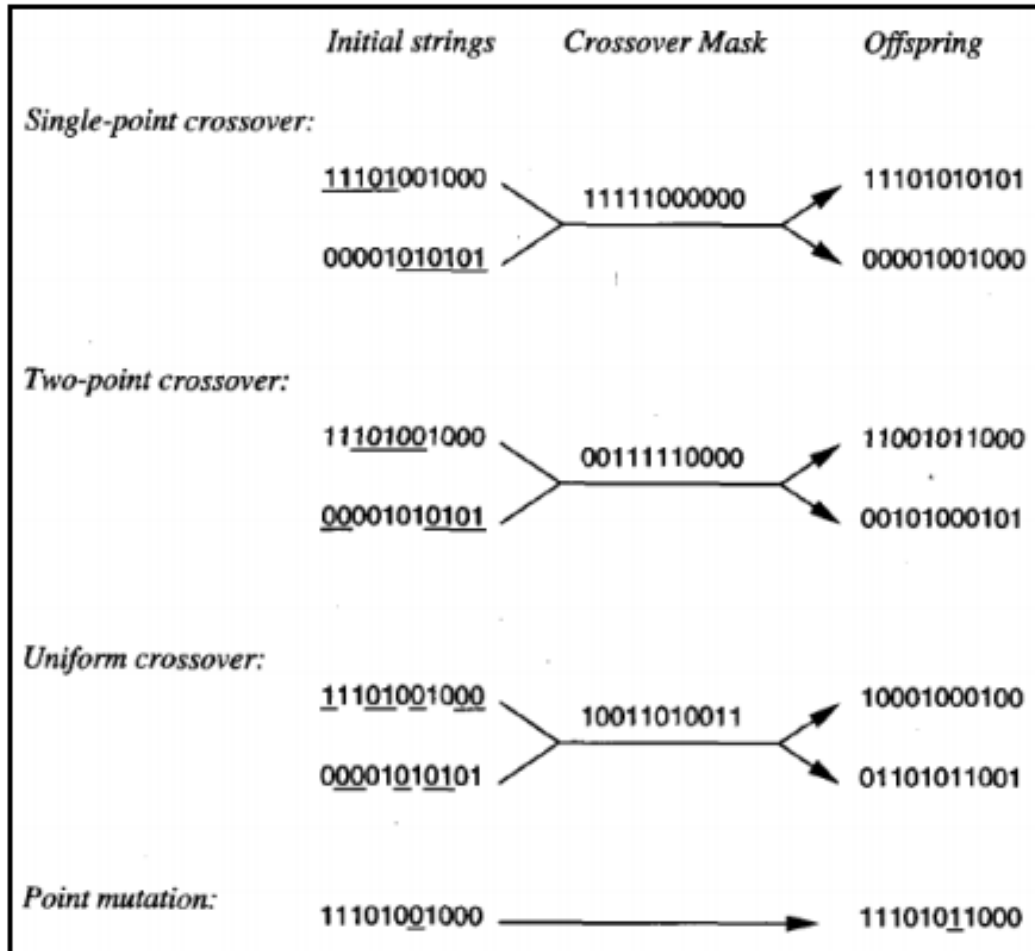 Initial strings Crossover Mask Offspring
Single-point crossover:
11101001000 11111000000 11101010101
00001010101 00001001000
Two-point crossover:
11101001000 00111110000 11001011000
00001010101 00101000101
Uniform crossover:
11101001000 10011010011 10001000100
00001010101 01101011001
Point mutation:
11101001000 11101011000